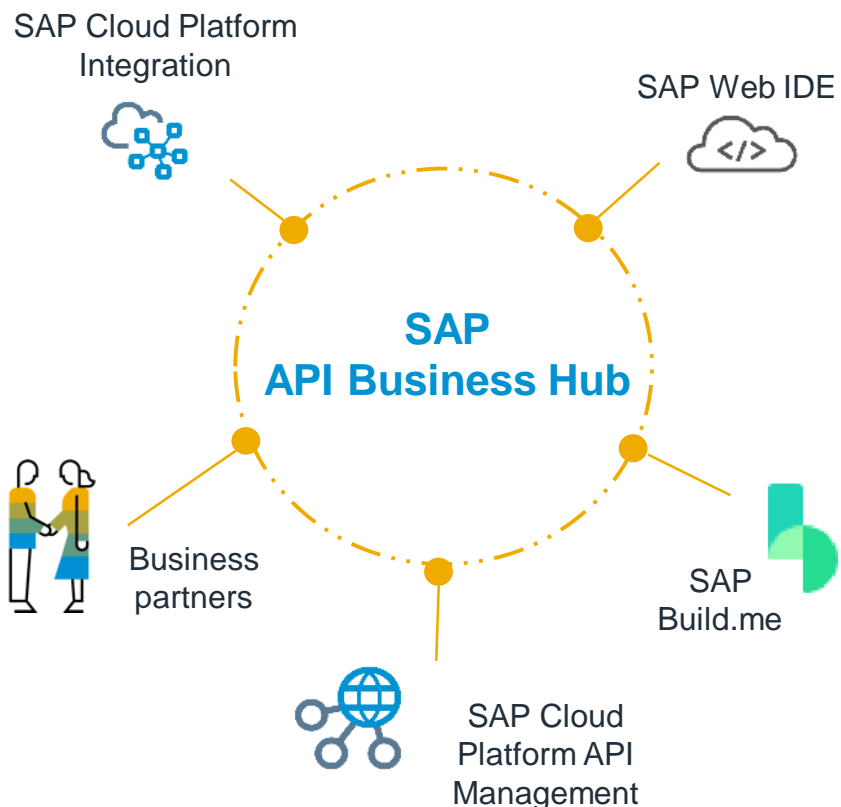 SAP Cloud Platform
Integration
SAP Web IDE
</>
SAP
API Business Hub
Business
partners
SAP
Build.me
SAP Cloud
Platform API
Management